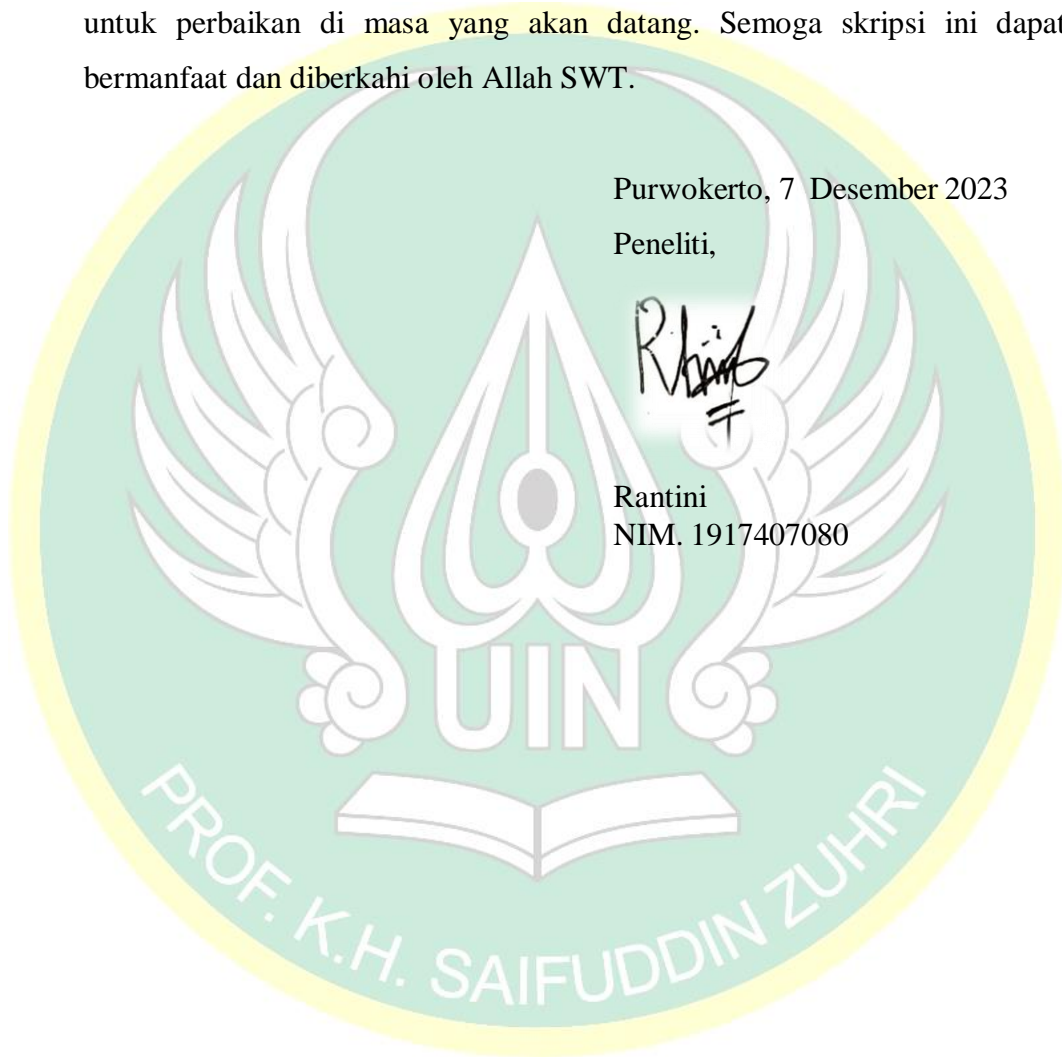 untuk perbaikan di masa yang akan datang. Semoga skripsi ini dapat
bermanfaat dan diberkahi oleh Allah SWT.
Purwokerto, 7 Desember 2023
Peneliti,
Rantini
NIM. 1917407080
UIN
PROF. K.H. SAIFUDDIN ZUHRI